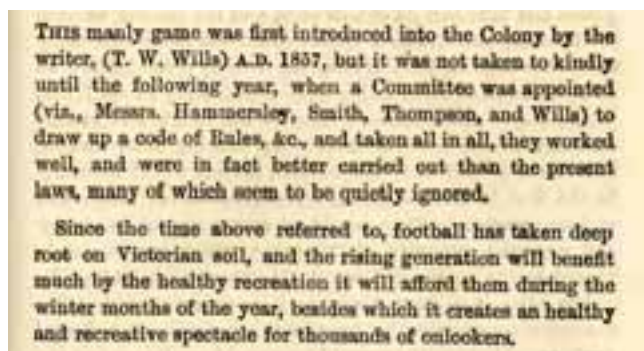 THIS manly game was first introduced into the Colony by the
writer, (T. W. Wills) A.D. 1857, but it was not taken to kindly
until the following year, when a Committee was appointed
(viz., Messrs. Hammersley, Smith, Thompson, and Wills) to
draw up a code of Rules, &c., and taken all in all, they worked
well, and were in fact better carried out than the present
laws, many of which seem to be quietly ignored.
Since the time above referred to, football has taken deep
root on Victorian soil, and the rising generation will benefit
much by the healthy recreation it will afford them during the
winter months of the year, besides which it creates an healthy
and recreative spectacle for thousands of onlookers.